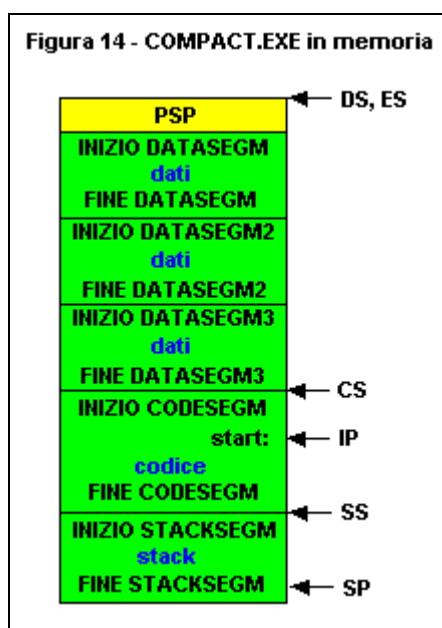 Figura 14 - COMPACT.EXE in memoria
DS, ES
PSP
INIZIO DATASEGM
dati
FINE DATASEGM
INIZIO DATASEGM2
dati
FINE DATASEGM2
INIZIO DATASEGM3
dati
FINE DATASEGM3
CS
INIZIO CODESEGM
start:
IP
codice
FINE CODESEGM
SS
INIZIO STACKSEGM
stack
FINE STACKSEGM
SP